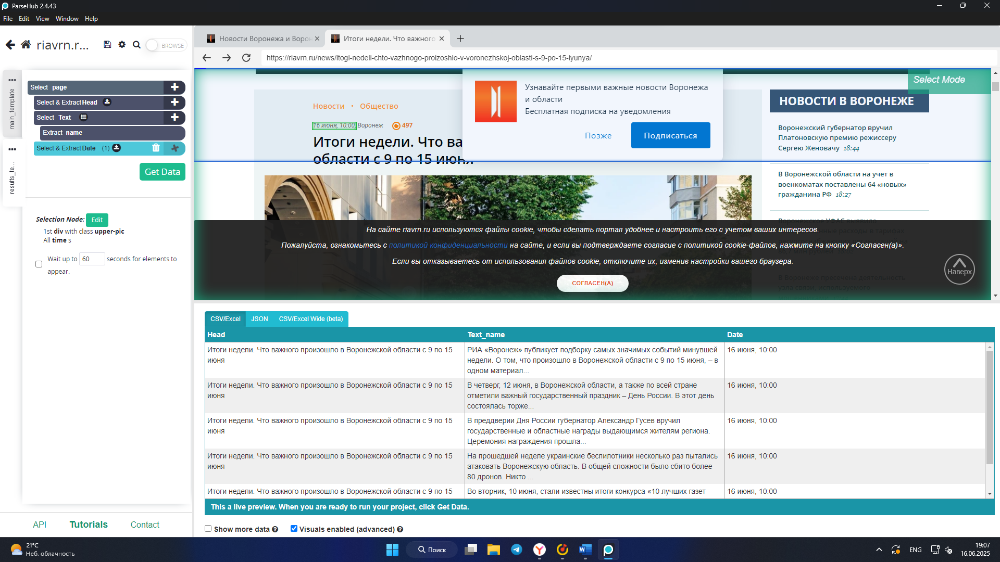 ParseHub 2.4.43
File Edit View Window Help
riavrn.r...
BROWSE
main_template
results_te...
Select page
Select & Extract Head
Select Text
Extract name
Select & Extract Date (1)
Get Data
Selection Node: Edit
1st div with class upper-pic
All time s
Wait up to 60 seconds for elements to
appear.
API Tutorials Contact
Новости Воронежа и Ворон
Итоги недели. Что важного
https://riavrn.ru/news/itogi-nedeli-chto-vazhnogo-proizoshlo-v-voronezhskoj-oblasti-s-9-po-15-iyunya/
Select Mode
Узнавайте первыми важные новости Воронежа
и области
Бесплатная подписка на уведомления
Позже
Подписаться
Новости • Общество
16 июня, 10:00, Воронеж 497
Итоги недели. Что ва
области с 9 по 15 июня
НОВОСТИ В ВОРОНЕЖЕ
Воронежский губернатор вручил
Платоновскую премию режиссеру
Сергею Женовачу 18:44
В Воронежской области на учет в
военкоматах поставлены 64 «новых»
гражданина РФ 18:27
На сайте riavrn.ru используются файлы cookie, чтобы сделать портал удобнее и настроить его с учетом ваших интересов.
Пожалуйста, ознакомьтесь с политикой конфиденциальности на сайте, и если вы подтверждаете согласие с политикой cookie-файлов, нажмите на кнопку «Согласен(а)».
Если вы отказываетесь от использования файлов cookie, отключите их, изменив настройки вашего браузера.
СОГЛАСЕН(А)
Наверх
CSV/Excel JSON CSV/Excel Wide (beta)
Head Text_name Date
Итоги недели. Что важного произошло в Воронежской области с 9 по 15
июня
РИА «Воронеж» публикует подборку самых значимых событий минувшей
недели. О том, что произошло в Воронежской области с 9 по 15 июня, – в
одном материал...
16 июня, 10:00
Итоги недели. Что важного произошло в Воронежской области с 9 по 15
июня
В четверг, 12 июня, в Воронежской области, а также по всей стране
отметили важный государственный праздник – День России. В этот день
состоялась торже...
16 июня, 10:00
Итоги недели. Что важного произошло в Воронежской области с 9 по 15
июня
В преддверии Дня России губернатор Александр Гусев вручил
государственные и областные награды выдающимся жителям региона.
Церемония награждения прошла...
16 июня, 10:00
Итоги недели. Что важного произошло в Воронежской области с 9 по 15
июня
На прошедшей неделе украинские беспилотники несколько раз пытались
атаковать Воронежскую область. В общей сложности было сбито более
80 дронов. Никто ...
16 июня, 10:00
Итоги недели. Что важного произошло в Воронежской области с 9 по 15
Во вторник, 10 июня, стали известны итоги конкурса «10 лучших газет
16 июня, 10:00
This a live preview. When you are ready to run your project, click Get Data.
Show more data
Visuals enabled (advanced)
21°C
Неб. облачность
Поиск
ENG
19:07
16.06.2025